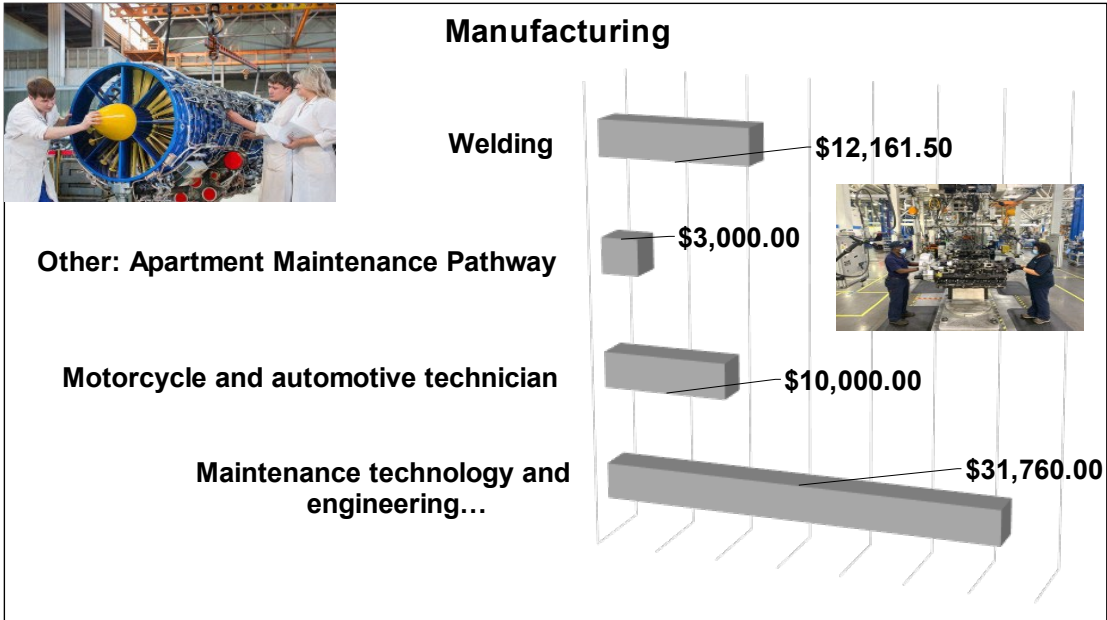 Manufacturing
Welding
$12,161.50
Other: Apartment Maintenance Pathway
$3,000.00
Motorcycle and automotive technician
$10,000.00
Maintenance technology and
engineering…
$31,760.00